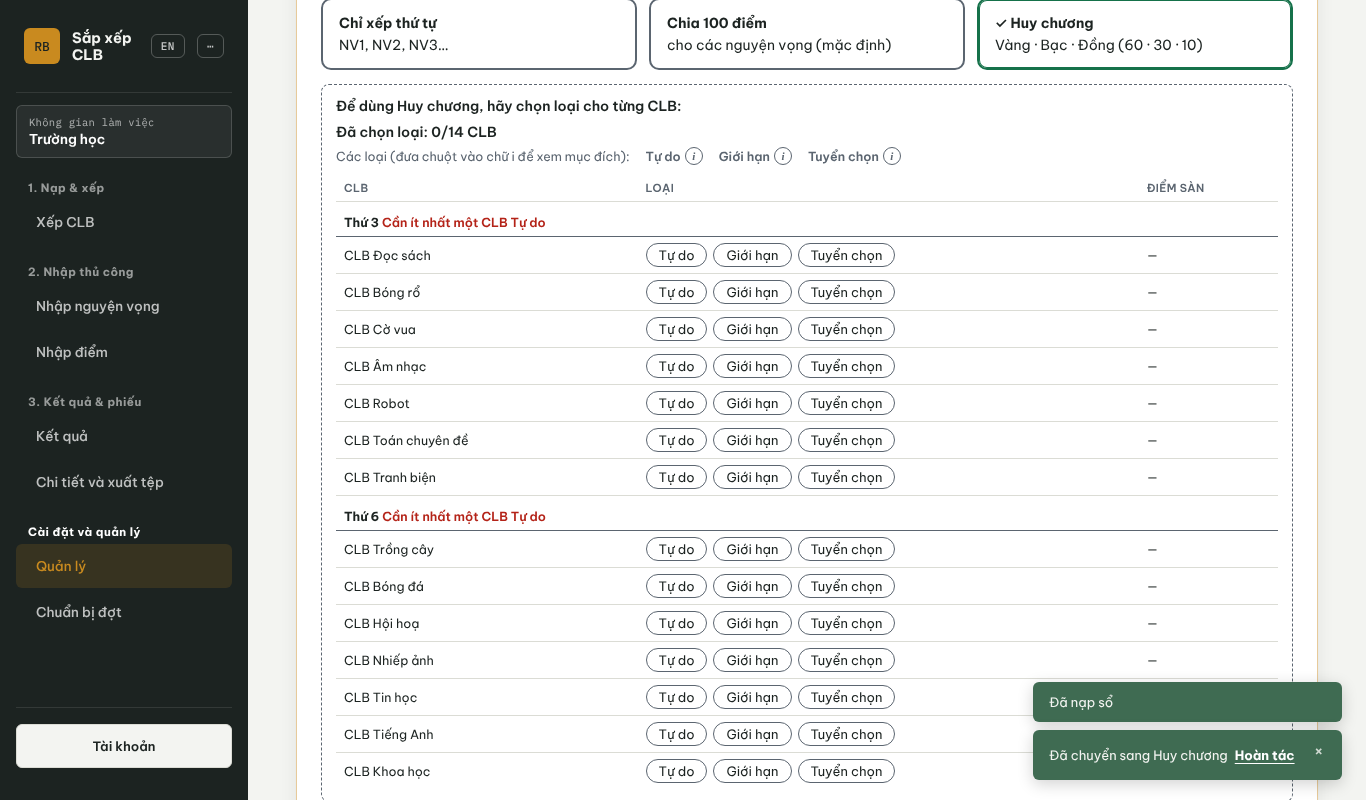 RB
Sắp xếp CLB
EN
…
Không gian làm việc
Trường học
1. Nạp & xếp
Xếp CLB
2. Nhập thủ công
Nhập nguyện vọng
Nhập điểm
3. Kết quả & phiếu
Kết quả
Chi tiết và xuất tệp
Cài đặt và quản lý
Quản lý
Chuẩn bị đợt
Tài khoản
Chỉ xếp thứ tự
NV1, NV2, NV3…
Chia 100 điểm
cho các nguyện vọng (mặc định)
✓ Huy chương
Vàng · Bạc · Đồng (60 · 30 · 10)
Để dùng Huy chương, hãy chọn loại cho từng CLB:
Đã chọn loại: 0/14 CLB
Các loại (đưa chuột vào chữ i để xem mục đích): Tự do i Giới hạn i Tuyển chọn i
CLB LOẠI ĐIỂM SÀN
Thứ 3 Cần ít nhất một CLB Tự do
CLB Đọc sách Tự do Giới hạn Tuyển chọn —
CLB Bóng rổ Tự do Giới hạn Tuyển chọn —
CLB Cờ vua Tự do Giới hạn Tuyển chọn —
CLB Âm nhạc Tự do Giới hạn Tuyển chọn —
CLB Robot Tự do Giới hạn Tuyển chọn —
CLB Toán chuyên đề Tự do Giới hạn Tuyển chọn —
CLB Tranh biện Tự do Giới hạn Tuyển chọn —
Thứ 6 Cần ít nhất một CLB Tự do
CLB Trồng cây Tự do Giới hạn Tuyển chọn —
CLB Bóng đá Tự do Giới hạn Tuyển chọn —
CLB Hội hoạ Tự do Giới hạn Tuyển chọn —
CLB Nhiếp ảnh Tự do Giới hạn Tuyển chọn —
CLB Tin học Tự do Giới hạn Tuyển chọn
CLB Tiếng Anh Tự do Giới hạn Tuyển chọn
CLB Khoa học Tự do Giới hạn Tuyển chọn
Đã nạp sổ
Đã chuyển sang Huy chương Hoàn tác ×